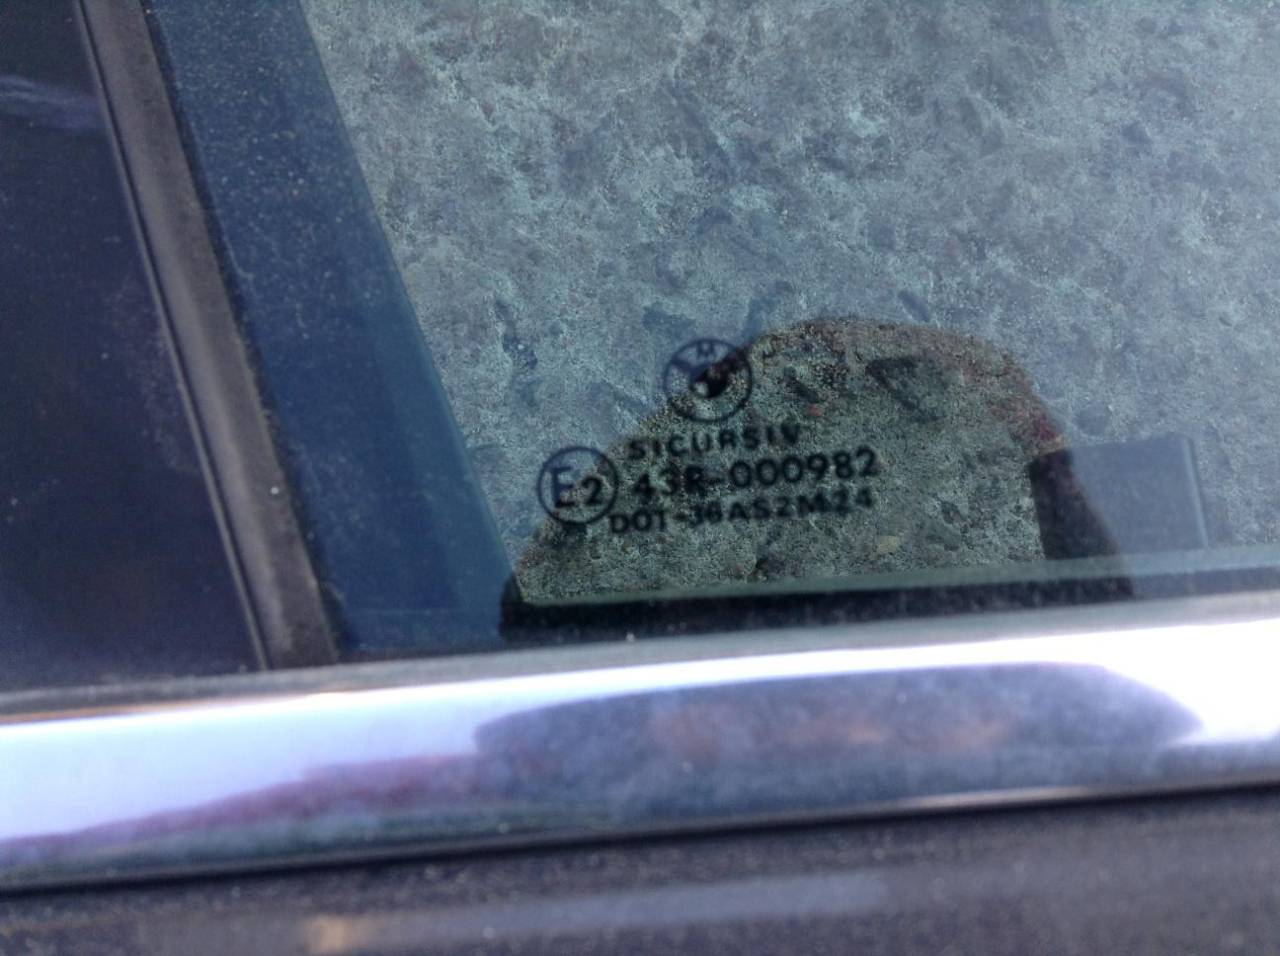 M
SICURSIV
E2 43R-000982
DOT-36AS2M24